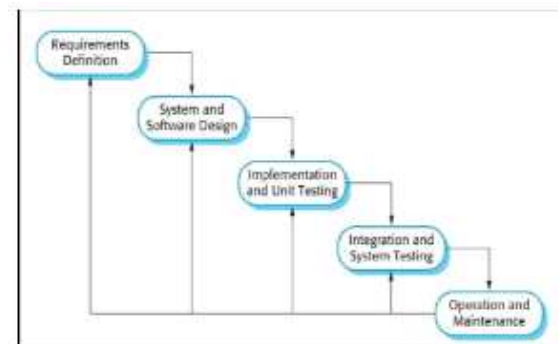 Requirements
Definition
System and
Software Design
Implementation
and Unit Testing
Integration and
System Testing
Operation and
Maintenance